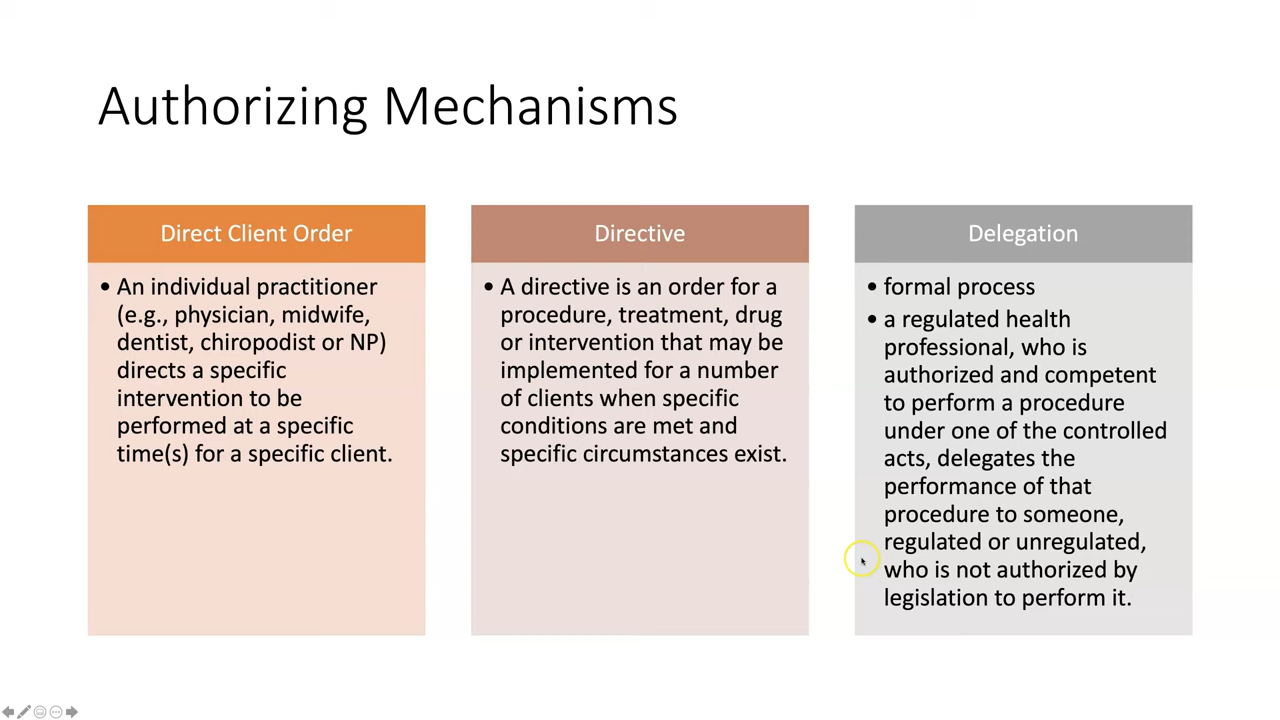 Authorizing Mechanisms
Direct Client Order
• An individual practitioner
(e.g., physician, midwife,
dentist, chiropodist or NP)
directs a specific
intervention to be
performed at a specific
time(s) for a specific client.
Directive
• A directive is an order for a
procedure, treatment, drug
or intervention that may be
implemented for a number
of clients when specific
conditions are met and
specific circumstances exist.
Delegation
• formal process
• a regulated health
professional, who is
authorized and competent
to perform a procedure
under one of the controlled
acts, delegates the
performance of that
procedure to someone,
regulated or unregulated,
who is not authorized by
legislation to perform it.